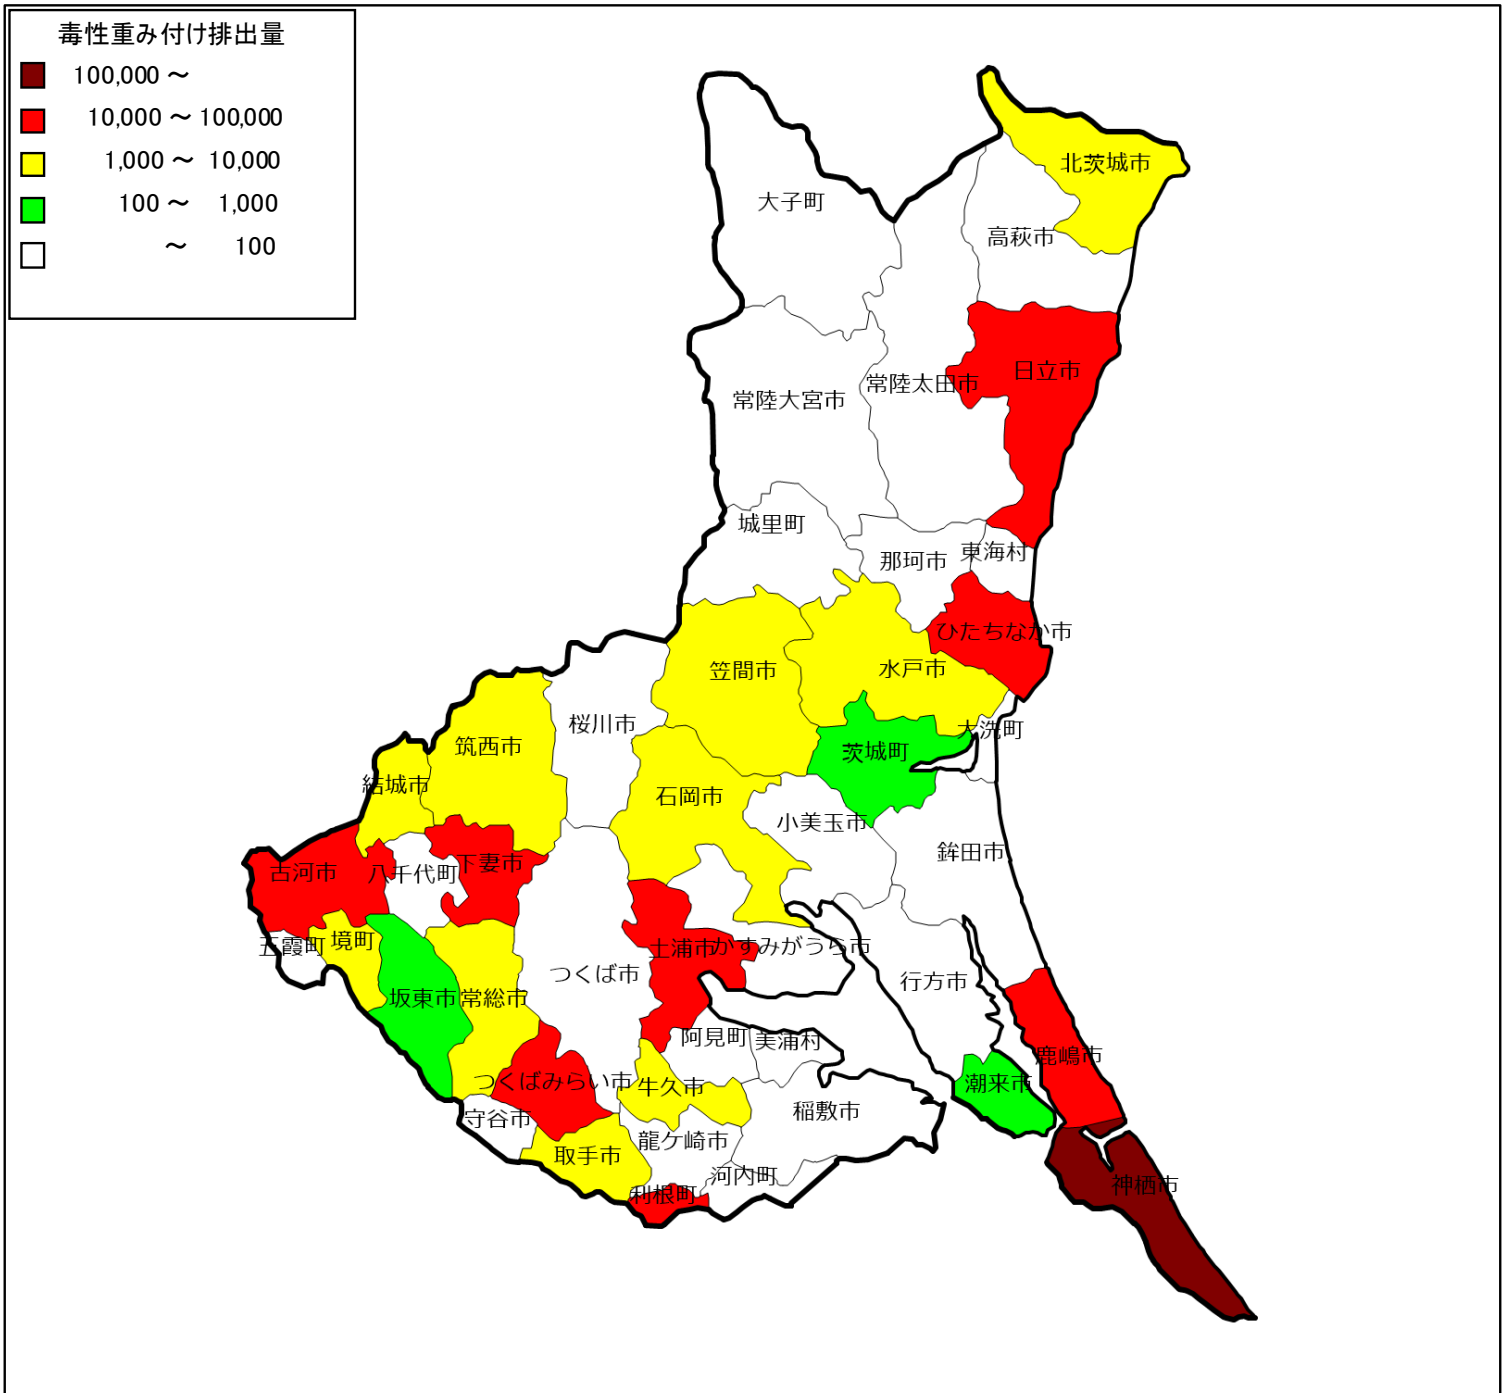 毒性重み付け排出量
100,000 ～
10,000 ～ 100,000
1,000 ～ 10,000
100 ～ 1,000
～ 100
北茨城市
大子町
高萩市
日立市
常陸太田市
常陸大宮市
城里町
東海村
那珂市
ひたちなか市
笠間市
水戸市
桜川市
大洗町
筑西市
茨城町
結城市
石岡市
小美玉市
鉾田市
下妻市
古河市
八千代町
境町
五霞町
土浦市
かすみがうら市
つくば市
行方市
坂東市
常総市
阿見町
美浦村
鹿嶋市
つくばみらい市
牛久市
潮来市
稲敷市
守谷市
龍ケ崎市
取手市
河内町
神栖市
利根町